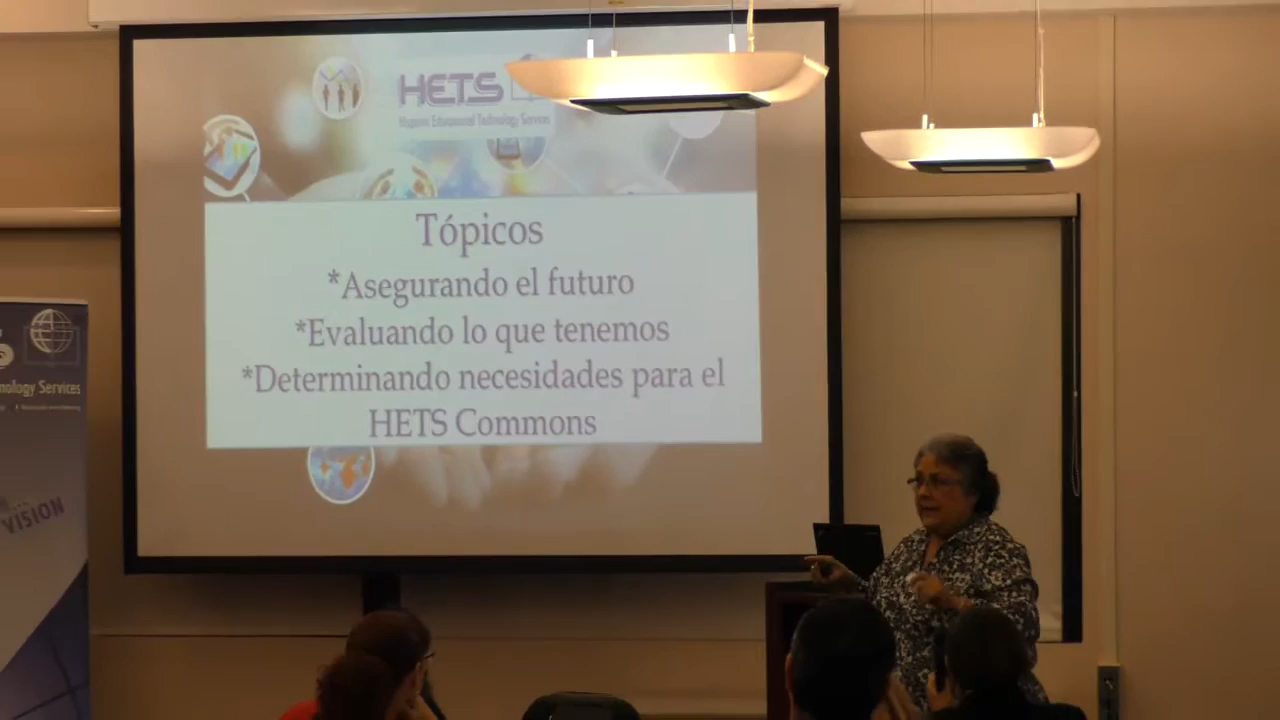 HETS
Hispanic Educational Technology Services
Tópicos
*Asegurando el futuro
*Evaluando lo que tenemos
*Determinando necesidades para el
HETS Commons
nology Services
VISION